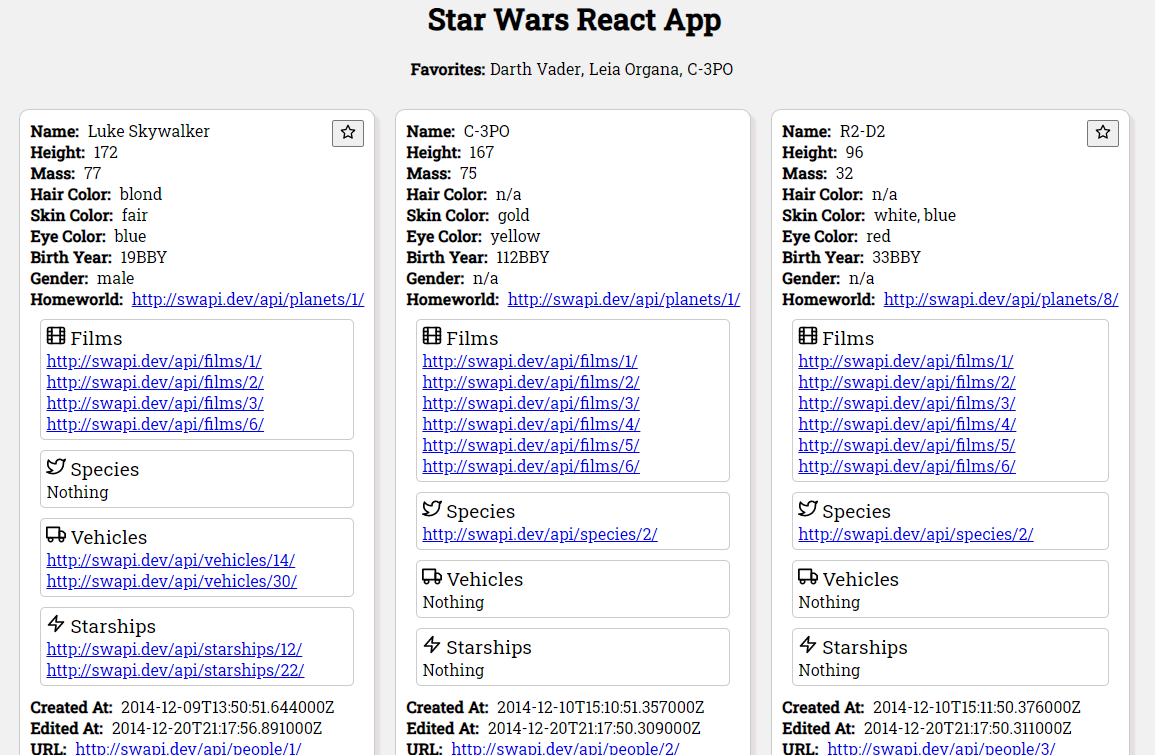 Star Wars React App
Favorites: Darth Vader, Leia Organa, C-3PO
Name: Luke Skywalker
Height: 172
Mass: 77
Hair Color: blond
Skin Color: fair
Eye Color: blue
Birth Year: 19BBY
Gender: male
Homeworld: http://swapi.dev/api/planets/1/
Films
http://swapi.dev/api/films/1/
http://swapi.dev/api/films/2/
http://swapi.dev/api/films/3/
http://swapi.dev/api/films/6/
Species
Nothing
Vehicles
http://swapi.dev/api/vehicles/14/
http://swapi.dev/api/vehicles/30/
Starships
http://swapi.dev/api/starships/12/
http://swapi.dev/api/starships/22/
Created At: 2014-12-09T13:50:51.644000Z
Edited At: 2014-12-20T21:17:56.891000Z
URL: http://swapi.dev/api/people/1/
Name: C-3PO
Height: 167
Mass: 75
Hair Color: n/a
Skin Color: gold
Eye Color: yellow
Birth Year: 112BBY
Gender: n/a
Homeworld: http://swapi.dev/api/planets/1/
Films
http://swapi.dev/api/films/1/
http://swapi.dev/api/films/2/
http://swapi.dev/api/films/3/
http://swapi.dev/api/films/4/
http://swapi.dev/api/films/5/
http://swapi.dev/api/films/6/
Species
http://swapi.dev/api/species/2/
Vehicles
Nothing
Starships
Nothing
Created At: 2014-12-10T15:10:51.357000Z
Edited At: 2014-12-20T21:17:50.309000Z
URL: http://swapi.dev/api/people/2/
Name: R2-D2
Height: 96
Mass: 32
Hair Color: n/a
Skin Color: white, blue
Eye Color: red
Birth Year: 33BBY
Gender: n/a
Homeworld: http://swapi.dev/api/planets/8/
Films
http://swapi.dev/api/films/1/
http://swapi.dev/api/films/2/
http://swapi.dev/api/films/3/
http://swapi.dev/api/films/4/
http://swapi.dev/api/films/5/
http://swapi.dev/api/films/6/
Species
http://swapi.dev/api/species/2/
Vehicles
Nothing
Starships
Nothing
Created At: 2014-12-10T15:11:50.376000Z
Edited At: 2014-12-20T21:17:50.311000Z
URL: http://swapi.dev/api/people/3/